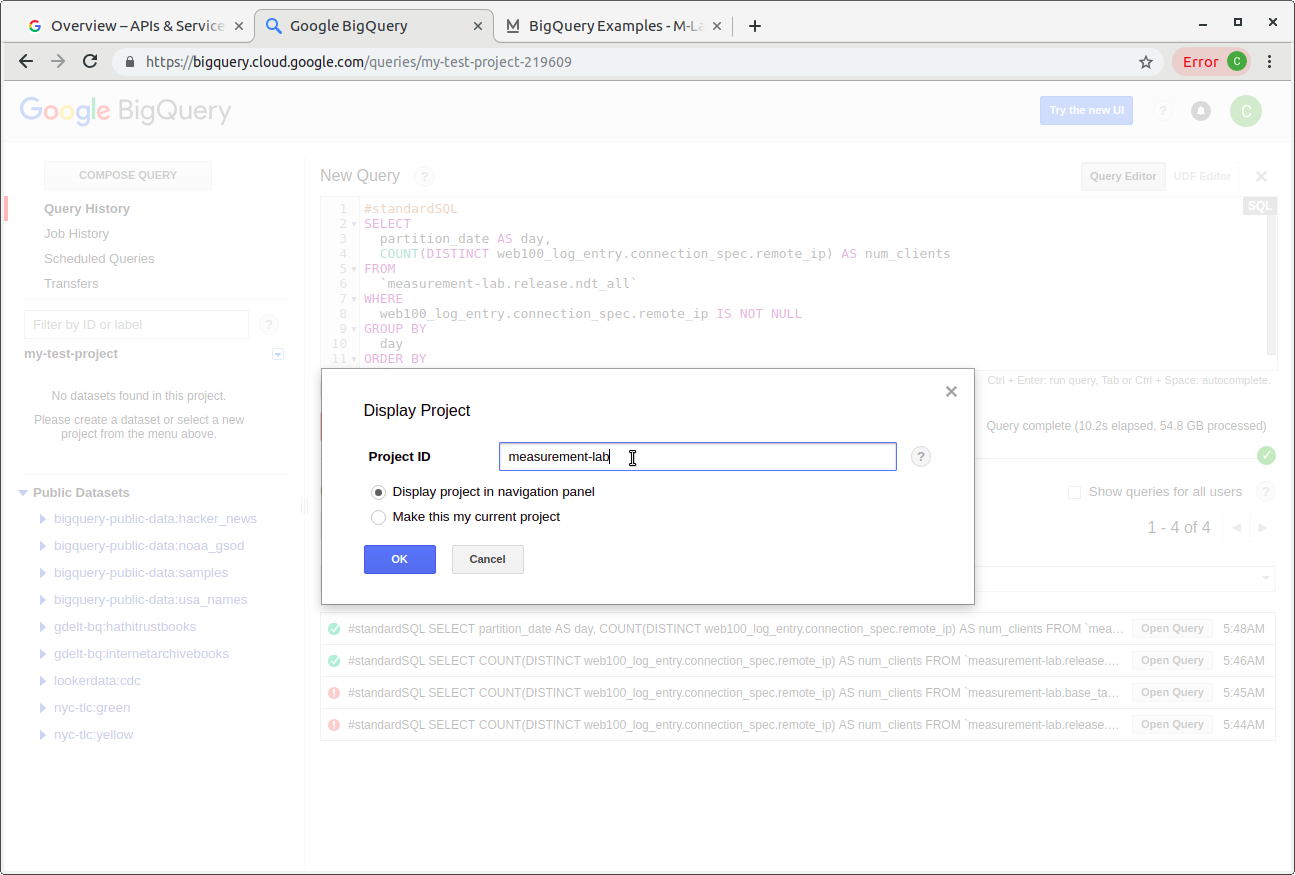 Overview – APIs & Service
Google BigQuery
BigQuery Examples - M-La
https://bigquery.cloud.google.com/queries/my-test-project-219609
Error C
Google BigQuery
Try the new UI
?
C
COMPOSE QUERY
Query History
Job History
Scheduled Queries
Transfers
Filter by ID or label
?
my-test-project
No datasets found in this project.
Please create a dataset or select a new
project from the menu above.
Public Datasets
bigquery-public-data:hacker_news
bigquery-public-data:noaa_gsod
bigquery-public-data:samples
bigquery-public-data:usa_names
gdelt-bq:hathitrustbooks
gdelt-bq:internetarchivebooks
lookerdata:cdc
nyc-tlc:green
nyc-tlc:yellow
New Query ?
Query Editor
UDF Editor
SQL
1 #standardSQL
2 SELECT
3 partition_date AS day,
4 COUNT(DISTINCT web100_log_entry.connection_spec.remote_ip) AS num_clients
5 FROM
6 `measurement-lab.release.ndt_all`
7 WHERE
8 web100_log_entry.connection_spec.remote_ip IS NOT NULL
9 GROUP BY
10 day
11 ORDER BY
Ctrl + Enter: run query, Tab or Ctrl + Space: autocomplete.
Query complete (10.2s elapsed, 54.8 GB processed)
Display Project
Project ID
measurement-lab
?
Display project in navigation panel
Make this my current project
OK
Cancel
Show queries for all users ?
1 - 4 of 4
#standardSQL SELECT partition_date AS day, COUNT(DISTINCT web100_log_entry.connection_spec.remote_ip) AS num_clients FROM `mea… Open Query 5:48AM
#standardSQL SELECT COUNT(DISTINCT web100_log_entry.connection_spec.remote_ip) AS num_clients FROM `measurement-lab.release.… Open Query 5:46AM
#standardSQL SELECT COUNT(DISTINCT web100_log_entry.connection_spec.remote_ip) AS num_clients FROM `measurement-lab.base_ta… Open Query 5:45AM
#standardSQL SELECT COUNT(DISTINCT web100_log_entry.connection_spec.remote_ip) AS num_clients FROM `measurement-lab.release.… Open Query 5:44AM